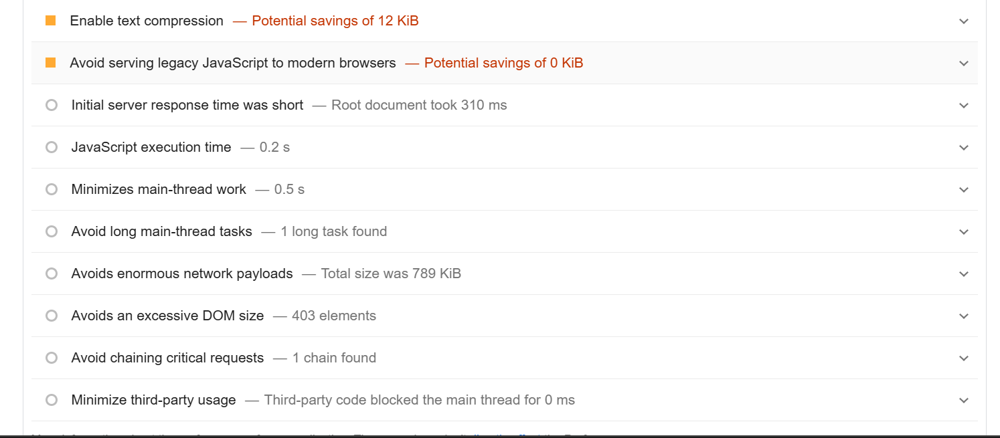 Enable text compression — Potential savings of 12 KiB
Avoid serving legacy JavaScript to modern browsers — Potential savings of 0 KiB
Initial server response time was short — Root document took 310 ms
JavaScript execution time — 0.2 s
Minimizes main-thread work — 0.5 s
Avoid long main-thread tasks — 1 long task found
Avoids enormous network payloads — Total size was 789 KiB
Avoids an excessive DOM size — 403 elements
Avoid chaining critical requests — 1 chain found
Minimize third-party usage — Third-party code blocked the main thread for 0 ms